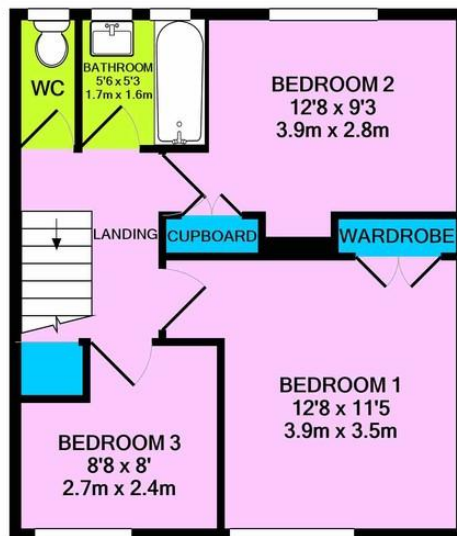 WC
BATHROOM
5'6 x 5'3
1.7m x 1.6m
BEDROOM 2
12'8 x 9'3
3.9m x 2.8m
LANDING
CUPBOARD
WARDROBE
BEDROOM 1
12'8 x 11'5
3.9m x 3.5m
BEDROOM 3
8'8 x 8'
2.7m x 2.4m